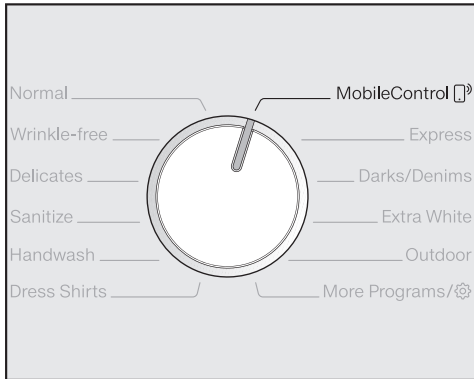 Normal
MobileControl
Wrinkle-free
Express
Delicates
Darks/Denims
Sanitize
Extra White
Handwash
Outdoor
Dress Shirts
More Programs/